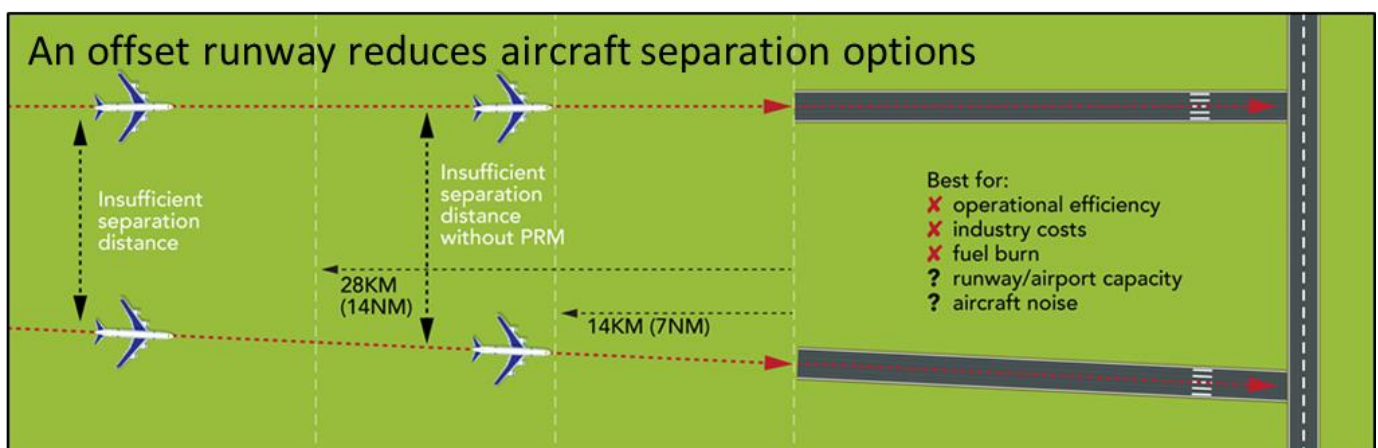 An offset runway reduces aircraft separation options
Insufficient
separation
distance
Insufficient
separation
distance
without PRM
28KM
(14NM)
14KM (7NM)
Best for:
✘ operational efficiency
✘ industry costs
✘ fuel burn
? runway/airport capacity
? aircraft noise